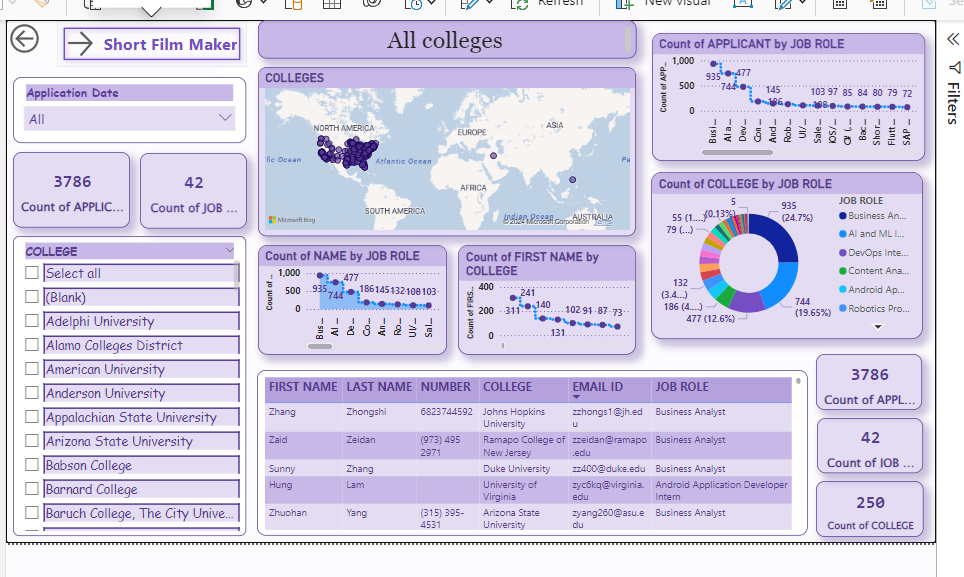 Refresh
New visual
Short Film Maker
All colleges
Application Date
All
3786
Count of APPLIC...
42
Count of JOB ...
COLLEGE
Select all
(Blank)
Adelphi University
Alamo Colleges District
American University
Anderson University
Appalachian State University
Arizona State University
Babson College
Barnard College
Baruch College, The City Unive...
COLLEGES
NORTH AMERICA
EUROPE
ASIA
Atlantic Ocean
AFRICA
SOUTH AMERICA
Indian Ocean
AUSTRALIA
Microsoft Bing
© 2024 Microsoft Corporation Terms
Count of NAME by JOB ROLE
Count of ...
1,000
500
0
935
744
477
186
145
132
108
103
Bus...
Al...
De...
Co...
An...
Ro...
UI/...
Sal...
Count of FIRST NAME by
COLLEGE
Count of FIRS...
400
200
0
311
241
140
131
102
91
87
73
Count of APPLICANT by JOB ROLE
Count of APP...
1,000
500
0
935
744
477
145
103
97
85
84
80
79
72
Busi...
AI a...
Dev...
Con...
And...
Rob...
UI/...
Sale...
iOS/...
C# (...
Bac...
Shor...
Flutt...
SAP ...
Count of COLLEGE by JOB ROLE
935
(24.7%)
744
(19.65%)
477 (12.6%)
186 (4....)
132
(3.4...)
79 (...)
55 (1....)
(0.13%)
5
JOB ROLE
Business An...
AI and ML I...
DevOps Inte...
Content Ana...
Android Ap...
Robotics Pro...
FIRST NAME LAST NAME NUMBER COLLEGE EMAIL ID JOB ROLE
Zhang Zhongshi 6823744592 Johns Hopkins University zzhongs1@jh.edu Business Analyst
Zaid Zeidan (973) 495 2971 Ramapo College of New Jersey zzeidan@ramapo.edu Business Analyst
Sunny Zhang Duke University zz400@duke.edu Business Analyst
Hung Lam University of Virginia zyc6kq@virginia.edu Android Application Developer Intern
Zhuohan Yang (315) 395-4531 Arizona State University zyang260@asu.edu Business Analyst
3786
Count of APPL...
42
Count of JOB ...
250
Count of COLLEGE
Filters